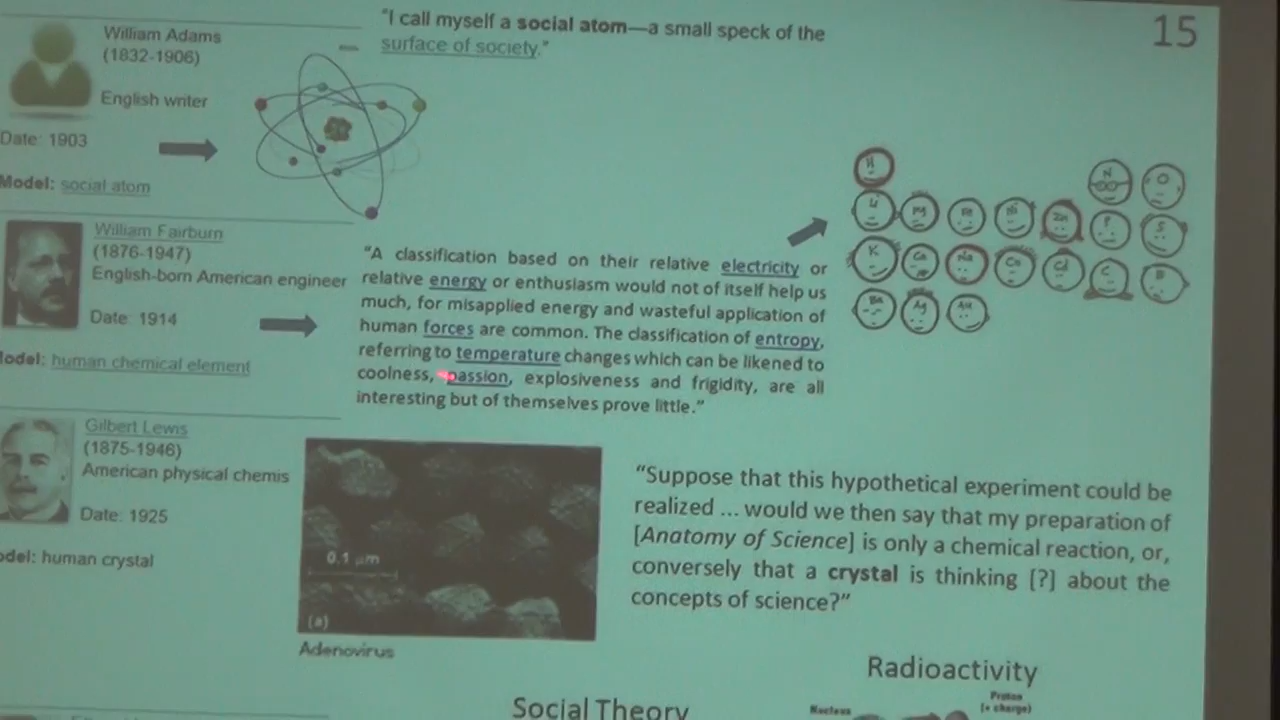 15
William Adams
(1832-1906)
English writer
Date: 1903
Model: social atom
"I call myself a social atom—a small speck of the
surface of society."
William Fairburn
(1876-1947)
English-born American engineer
Date: 1914
odel: human chemical element
"A classification based on their relative electricity or
relative energy or enthusiasm would not of itself help us
much, for misapplied energy and wasteful application of
human forces are common. The classification of entropy,
referring to temperature changes which can be likened to
coolness, passion, explosiveness and frigidity, are all
interesting but of themselves prove little."
H
N O
Li
K
Gilbert Lewis
(1875-1946)
American physical chemis
Date: 1925
odel: human crystal
0.1 µm
(a)
Adenovirus
"Suppose that this hypothetical experiment could be
realized ... would we then say that my preparation of
[Anatomy of Science] is only a chemical reaction, or,
conversely that a crystal is thinking [?] about the
concepts of science?"
Radioactivity
Social Theory
Nucleus
Proton
(+ charge)